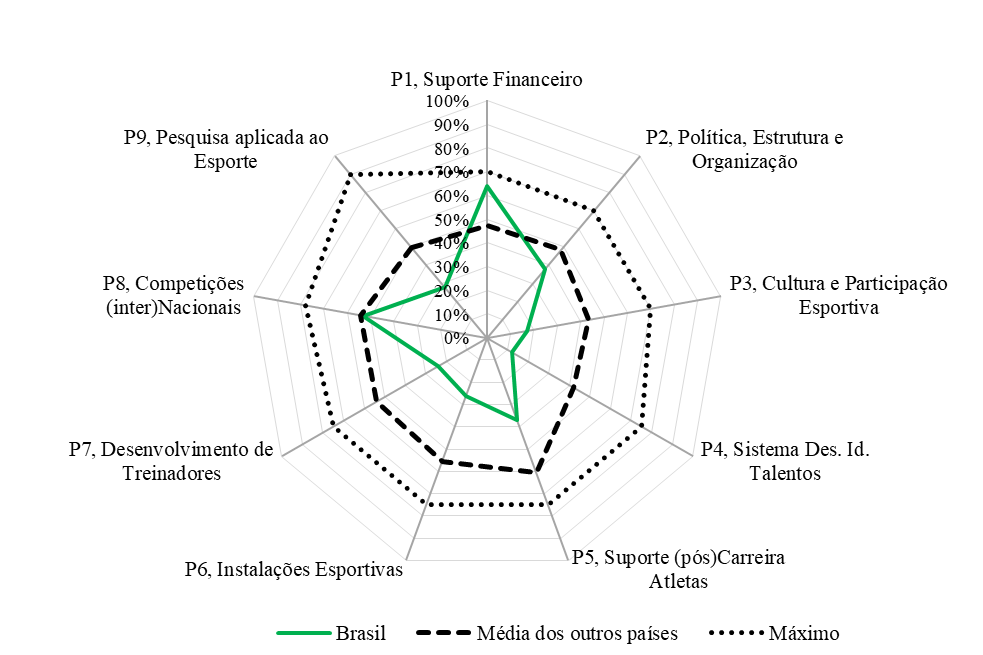 P1, Suporte Financeiro
100%
90%
80%
70%
60%
50%
40%
30%
20%
10%
0%
P2, Política, Estrutura e
Organização
P3, Cultura e Participação
Esportiva
P4, Sistema Des. Id.
Talentos
P5, Suporte (pós)Carreira
Atletas
P6, Instalações Esportivas
P7, Desenvolvimento de
Treinadores
P8, Competições
(inter)Nacionais
P9, Pesquisa aplicada ao
Esporte
Brasil
Média dos outros países
Máximo